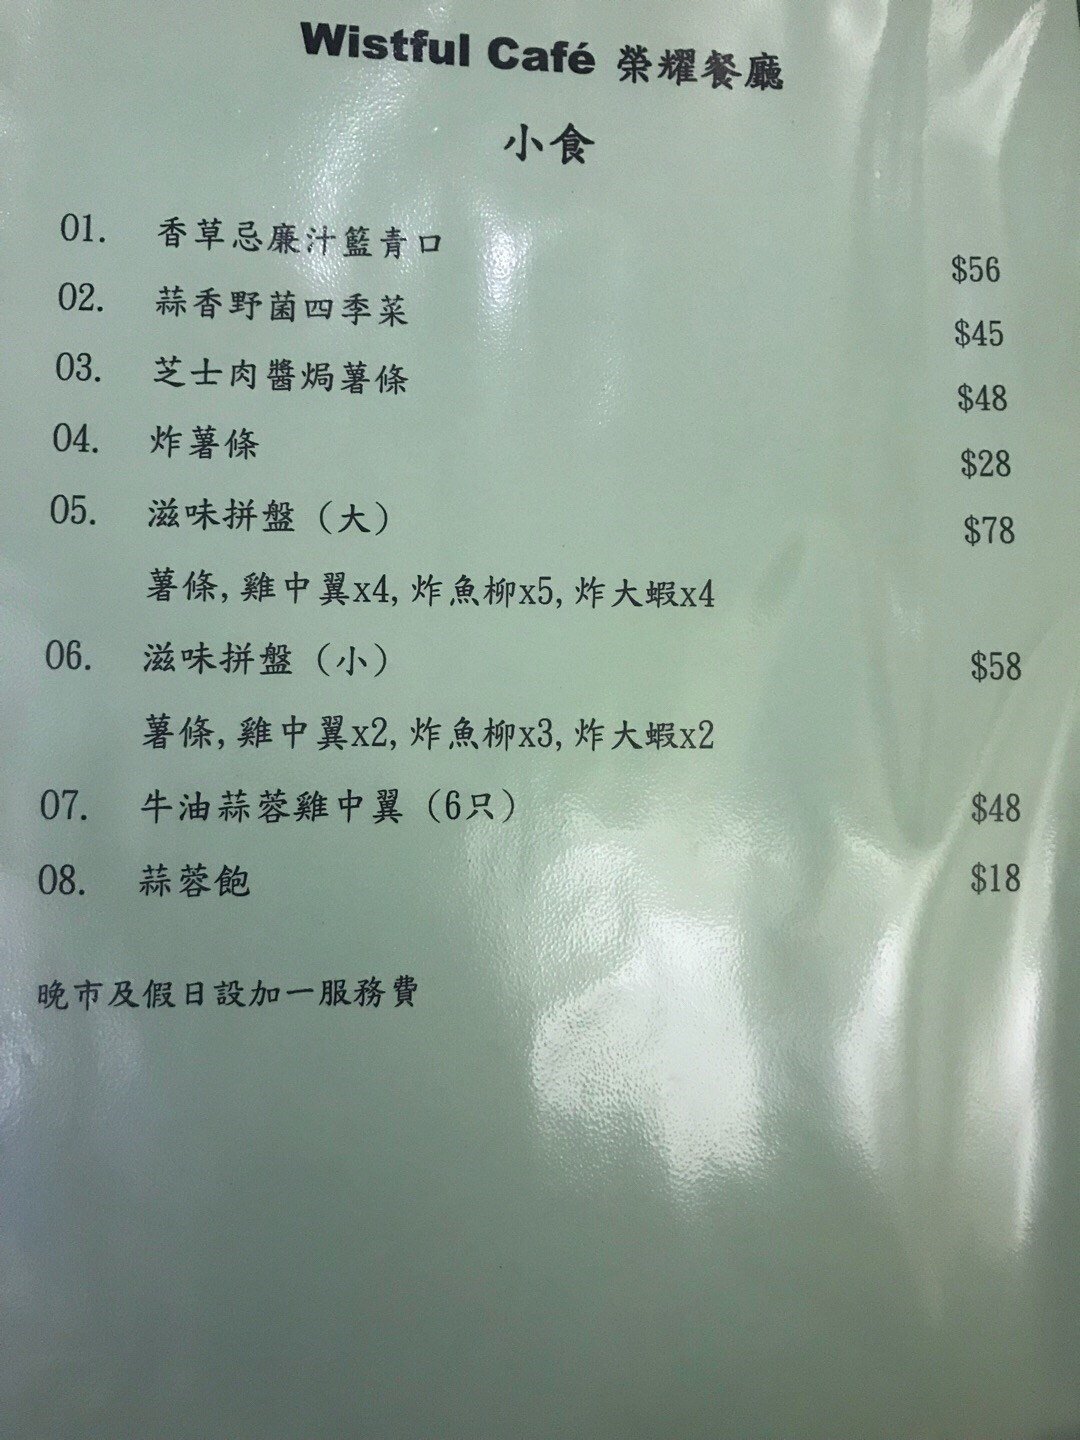 Wistful Café 榮耀餐廳
小食
01. 香草忌廉汁籃青口 $56
02. 蒜香野菌四季菜 $45
03. 芝士肉醬焗薯條 $48
04. 炸薯條 $28
05. 滋味拼盤（大） $78
薯條,雞中翼x4,炸魚柳x5,炸大蝦x4
06. 滋味拼盤（小） $58
薯條,雞中翼x2,炸魚柳x3,炸大蝦x2
07. 牛油蒜蓉雞中翼（6只） $48
08. 蒜蓉飽 $18
晚市及假日設加一服務費